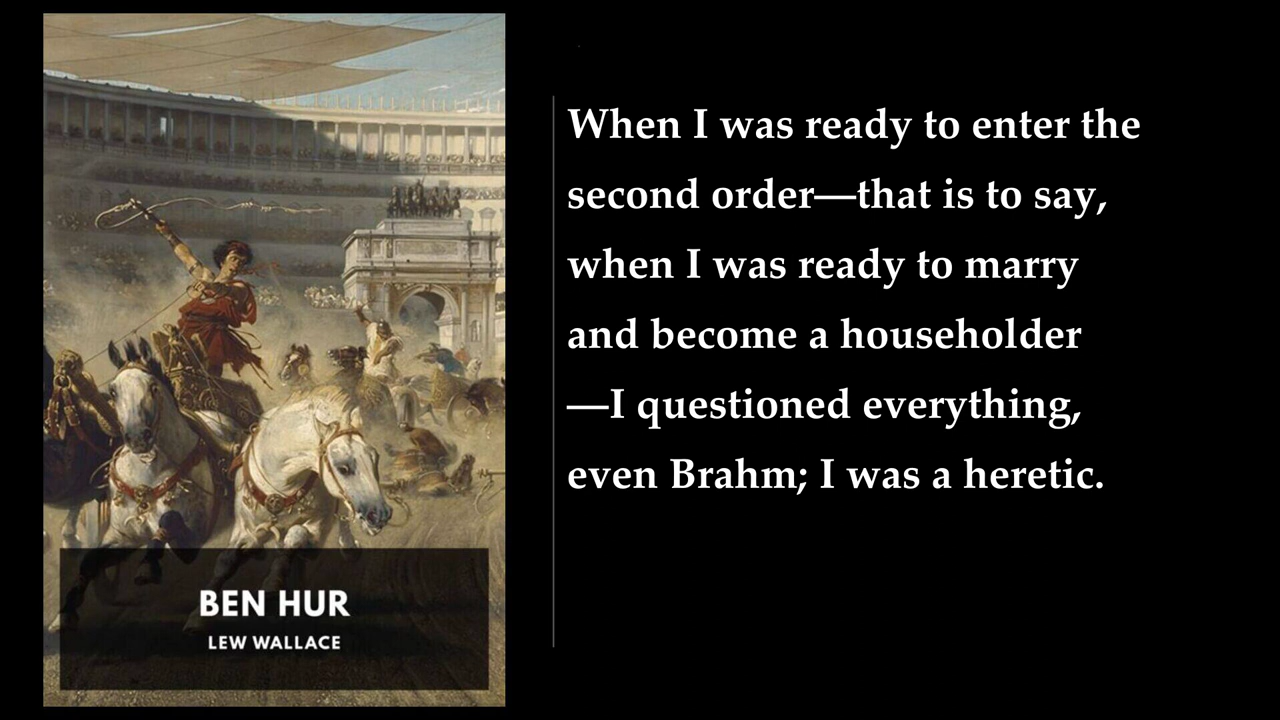 BEN HUR
LEW WALLACE
When I was ready to enter the
second order—that is to say,
when I was ready to marry
and become a householder
—I questioned everything,
even Brahm; I was a heretic.